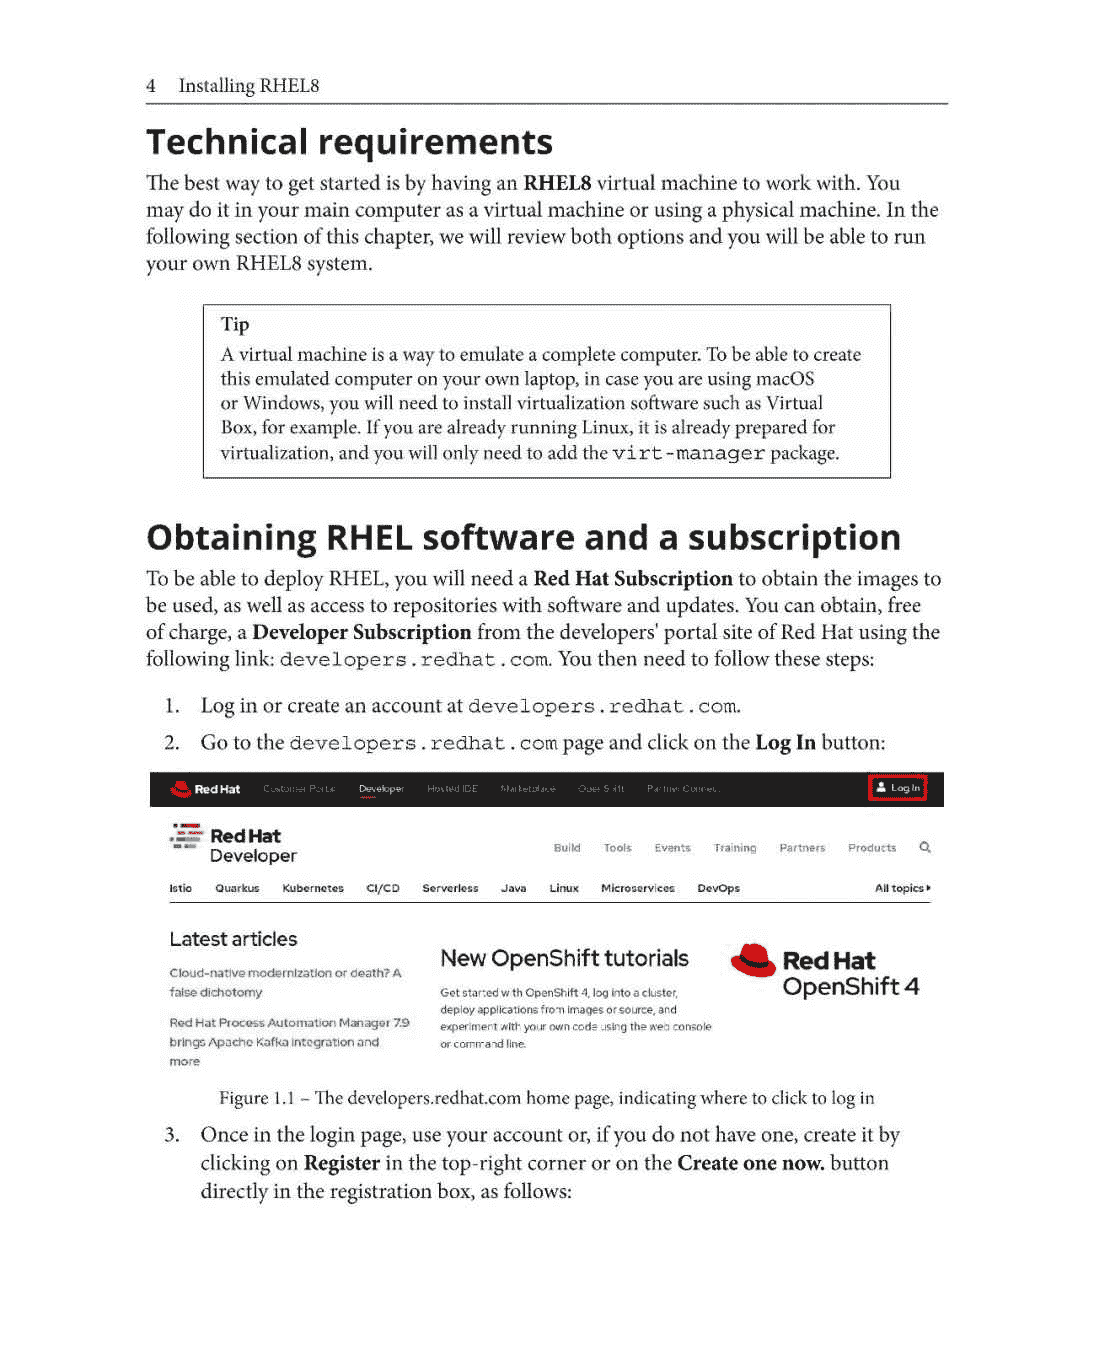 4 Installing RHEL8
Technical requirements
The best way to get started is by having an RHEL8 virtual machine to work with. You
may do it in your main computer as a virtual machine or using a physical machine. In the
following section of this chapter, we will review both options and you will be able to run
your own RHEL8 system.
Tip
A virtual machine is a way to emulate a complete computer. To be able to create
this emulated computer on your own laptop, in case you are using macOS
or Windows, you will need to install virtualization software such as Virtual
Box, for example. If you are already running Linux, it is already prepared for
virtualization, and you will only need to add the virt-manager package.
Obtaining RHEL software and a subscription
To be able to deploy RHEL, you will need a Red Hat Subscription to obtain the images to
be used, as well as access to repositories with software and updates. You can obtain, free
of charge, a Developer Subscription from the developers' portal site of Red Hat using the
following link: developers.redhat.com. You then need to follow these steps:
1. Log in or create an account at developers.redhat.com.
2. Go to the developers.redhat.com page and click on the Log In button:
Red Hat Customer Portal Developer Hosted IDE Marketplace Open Shift Partner Connect Log In
Red Hat
Developer
Build Tools Events Training Partners Products
Istio Quarkus Kubernetes CI/CD Serverless Java Linux Microservices DevOps All topics
Latest articles
Cloud-native modernization or death? A
false dichotomy
Red Hat Process Automation Manager 7.9
brings Apache Kafka integration and
more
New OpenShift tutorials
Get started with OpenShift 4, log into a cluster,
deploy applications from images or source, and
experiment with your own code using the web console
or command line.
Red Hat
OpenShift 4
Figure 1.1 – The developers.redhat.com home page, indicating where to click to log in
3. Once in the login page, use your account or, if you do not have one, create it by
clicking on Register in the top-right corner or on the Create one now. button
directly in the registration box, as follows: